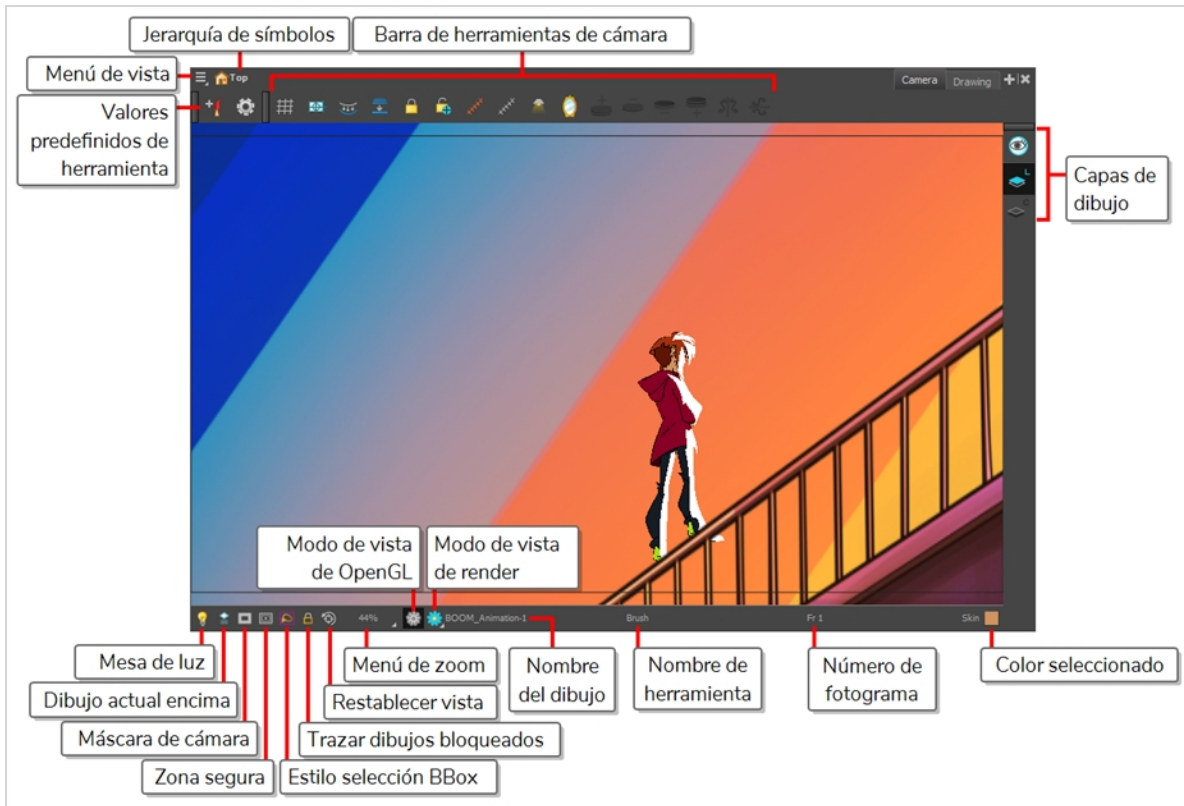 Jerarquía de símbolos
Barra de herramientas de cámara
Menú de vista
Top
Camera
Drawing
Valores
predefinidos de
herramienta
L
C
Capas de
dibujo
Modo de vista
de OpenGL
Modo de vista
de render
44%
BOOM_Animation-1
Brush
Fr 1
Skin
Mesa de luz
Menú de zoom
Nombre
del dibujo
Nombre de
herramienta
Número de
fotograma
Color seleccionado
Dibujo actual encima
Restablecer vista
Máscara de cámara
Trazar dibujos bloqueados
Zona segura
Estilo selección BBox